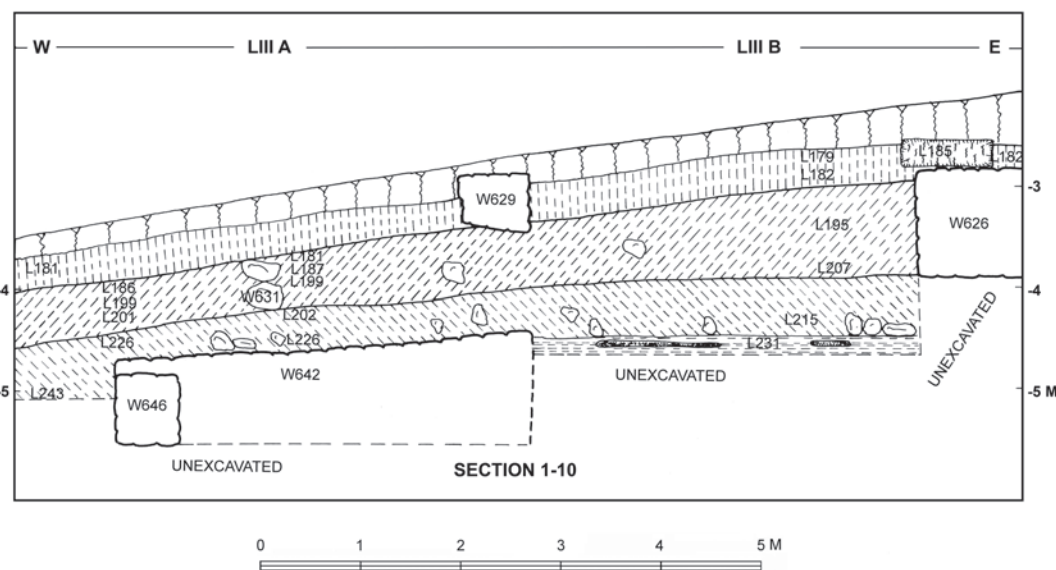 W LIII A LIII B E
L179
L182
L185 L182
-3
W629
W626
L195
L181
L181
L187
L199
L186
L199
L201
L207
-4
-4
W631
L202
L215
L226
L226
L231
W642
UNEXCAVATED
UNEXCAVATED
L243
-5
-5 M
W646
UNEXCAVATED
SECTION 1-10
0 1 2 3 4 5 M